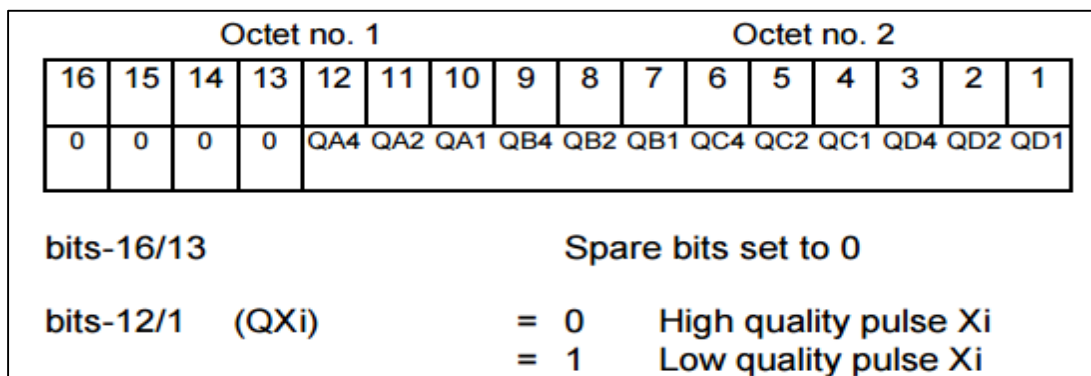 Octet no. 1 Octet no. 2
16 15 14 13 12 11 10 9 8 7 6 5 4 3 2 1
0 0 0 0 QA4 QA2 QA1 QB4 QB2 QB1 QC4 QC2 QC1 QD4 QD2 QD1
bits-16/13 Spare bits set to 0
bits-12/1 (QXi) = 0 High quality pulse Xi
= 1 Low quality pulse Xi